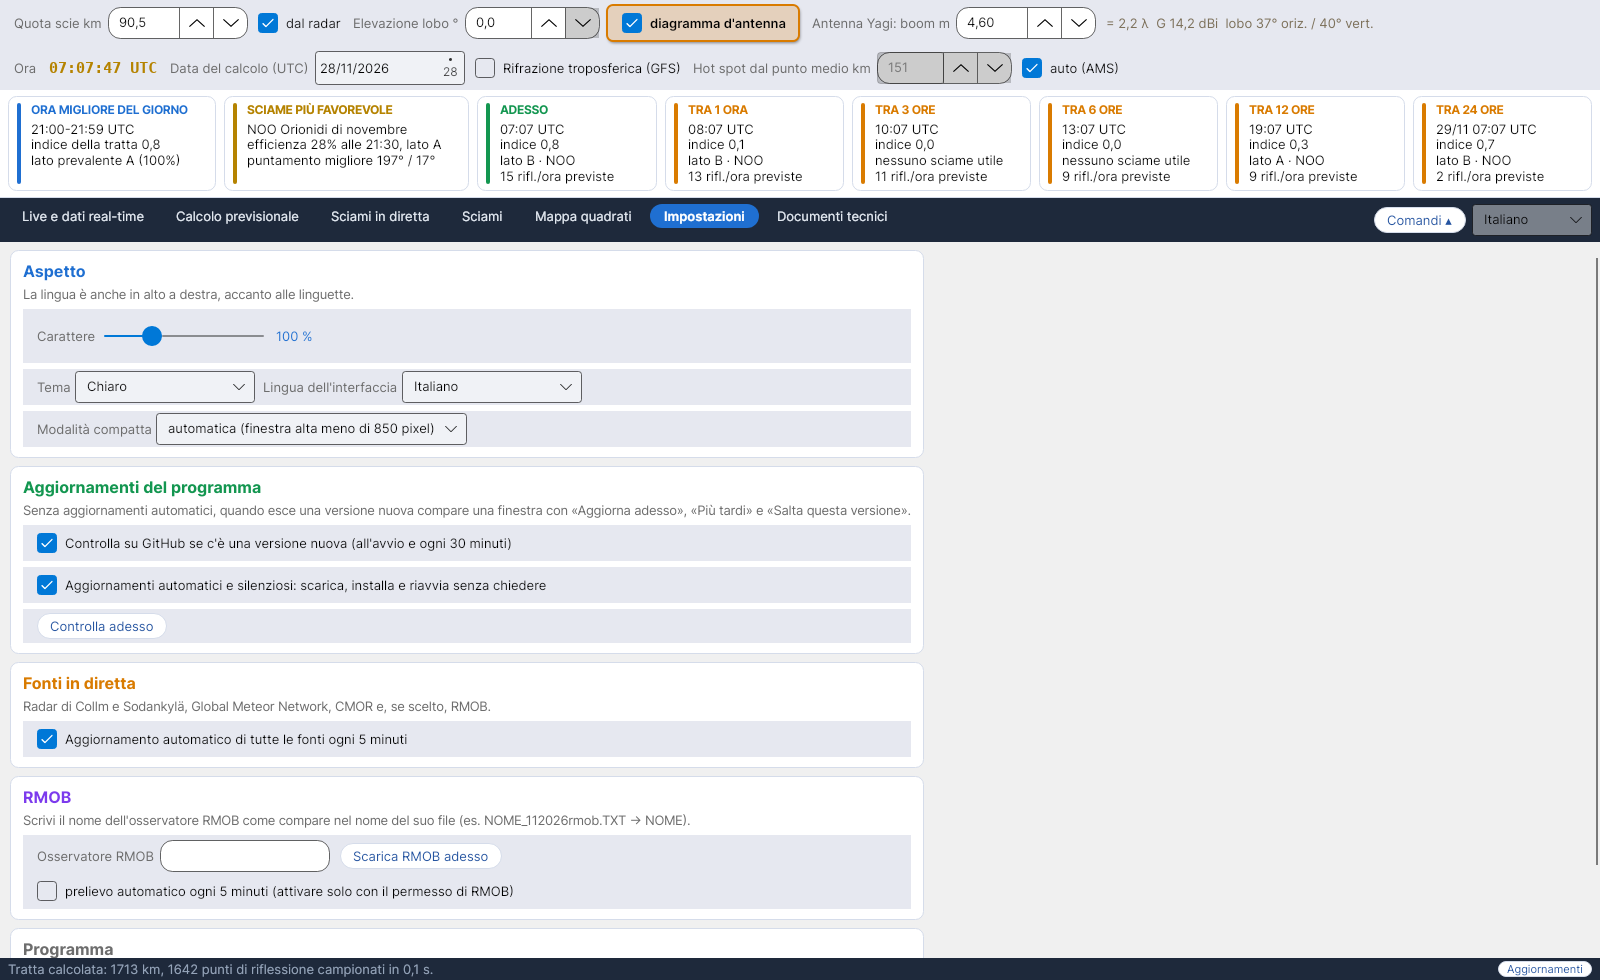 Quota scie km 90,5 dal radar Elevazione lobo ° 0,0 diagramma d'antenna Antenna Yagi: boom m 4,60 = 2,2 λ G 14,2 dBi lobo 37° oriz. / 40° vert.
Ora 07:07:47 UTC Data del calcolo (UTC) 28/11/2026 28 Rifrazione troposferica (GFS) Hot spot dal punto medio km 151 auto (AMS)
ORA MIGLIORE DEL GIORNO
21:00-21:59 UTC
indice della tratta 0,8
lato prevalente A (100%)
SCIAME PIÙ FAVOREVOLE
NOO Orionidi di novembre
efficienza 28% alle 21:30, lato A
puntamento migliore 197° / 17°
ADESSO
07:07 UTC
indice 0,8
lato B · NOO
15 rifl./ora previste
TRA 1 ORA
08:07 UTC
indice 0,1
lato B · NOO
13 rifl./ora previste
TRA 3 ORE
10:07 UTC
indice 0,0
nessuno sciame utile
11 rifl./ora previste
TRA 6 ORE
13:07 UTC
indice 0,0
nessuno sciame utile
9 rifl./ora previste
TRA 12 ORE
19:07 UTC
indice 0,3
lato A · NOO
9 rifl./ora previste
TRA 24 ORE
29/11 07:07 UTC
indice 0,7
lato B · NOO
2 rifl./ora previste
Live e dati real-time Calcolo previsionale Sciami in diretta Sciami Mappa quadrati Impostazioni Documenti tecnici Comandi ▴ Italiano
Aspetto
La lingua è anche in alto a destra, accanto alle linguette.
Carattere 100 %
Tema Chiaro Lingua dell'interfaccia Italiano
Modalità compatta automatica (finestra alta meno di 850 pixel)
Aggiornamenti del programma
Senza aggiornamenti automatici, quando esce una versione nuova compare una finestra con «Aggiorna adesso», «Più tardi» e «Salta questa versione».
Controlla su GitHub se c'è una versione nuova (all'avvio e ogni 30 minuti)
Aggiornamenti automatici e silenziosi: scarica, installa e riavvia senza chiedere
Controlla adesso
Fonti in diretta
Radar di Collm e Sodankylä, Global Meteor Network, CMOR e, se scelto, RMOB.
Aggiornamento automatico di tutte le fonti ogni 5 minuti
RMOB
Scrivi il nome dell'osservatore RMOB come compare nel nome del suo file (es. NOME_112026rmob.TXT → NOME).
Osservatore RMOB Scarica RMOB adesso
prelievo automatico ogni 5 minuti (attivare solo con il permesso di RMOB)
Programma
Tratta calcolata: 1713 km, 1642 punti di riflessione campionati in 0,1 s. Aggiornamenti